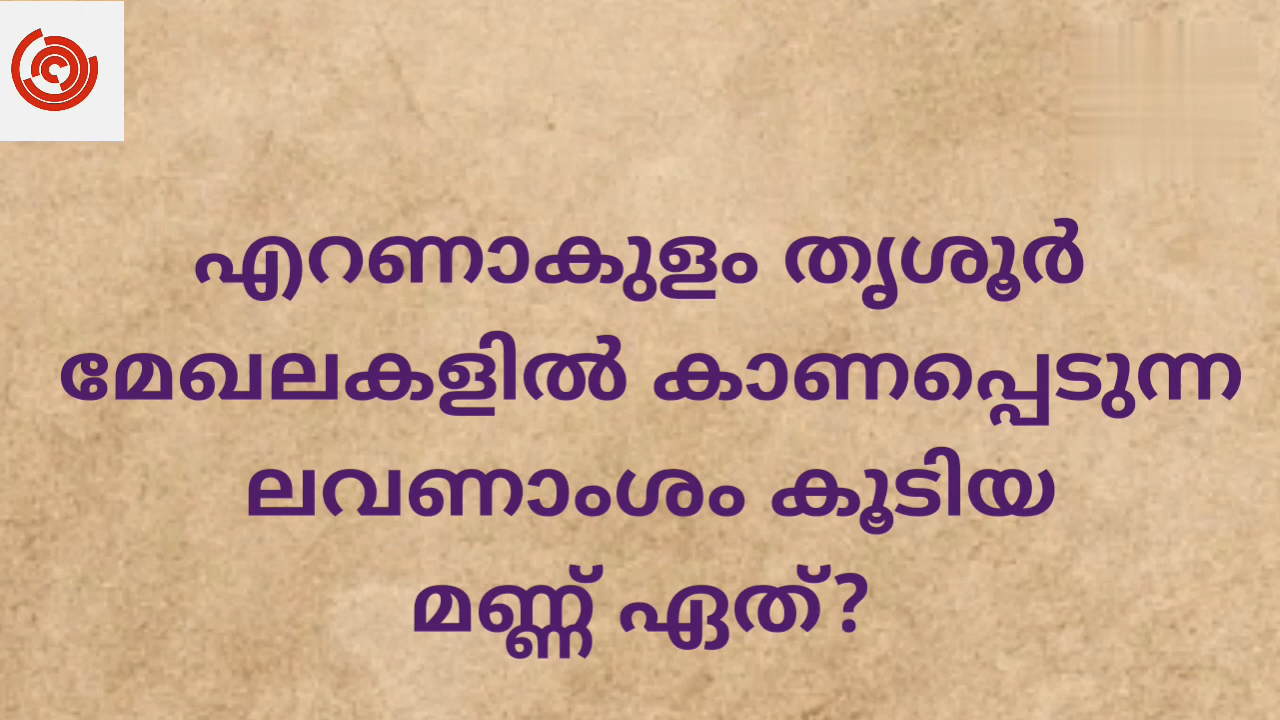 എറണാകുളം തൃശൂർ
മേഖലകളിൽ കാണപ്പെടുന്ന
ലവണാംശം കൂടിയ
മണ്ണ് ഏത്?